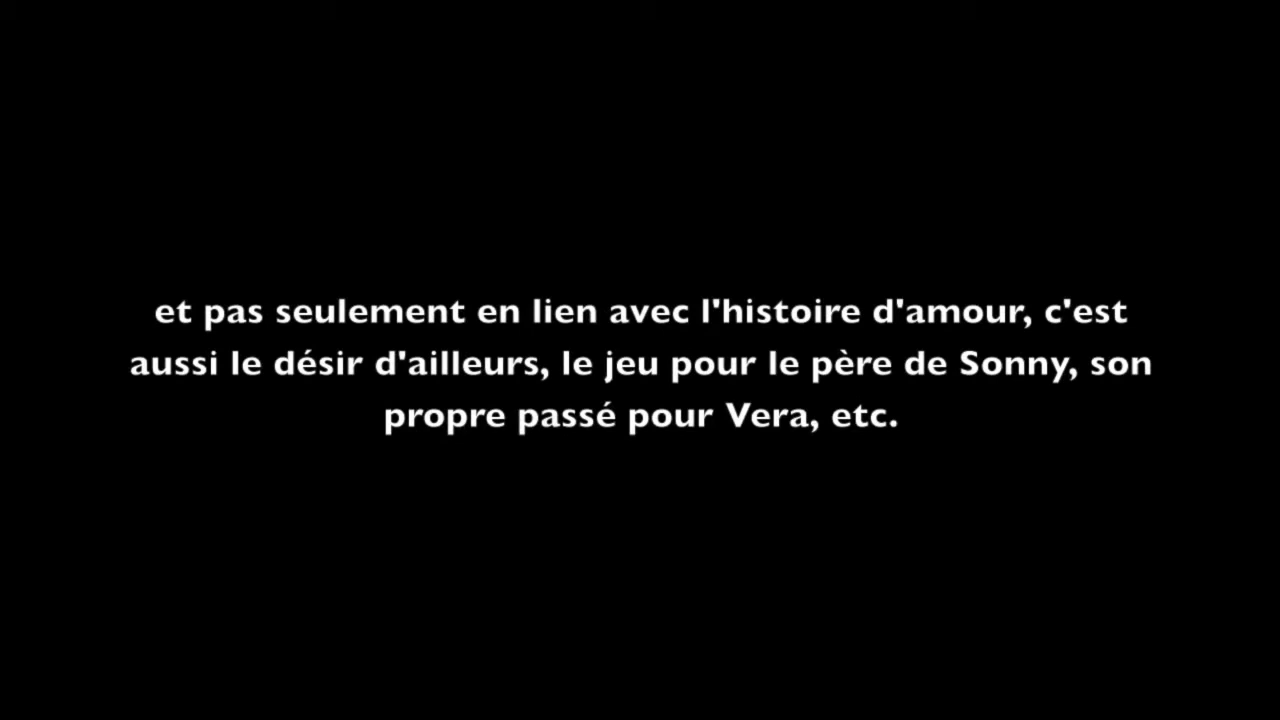 et pas seulement en lien avec l'histoire d'amour, c'est
aussi le désir d'ailleurs, le jeu pour le père de Sonny, son
propre passé pour Vera, etc.